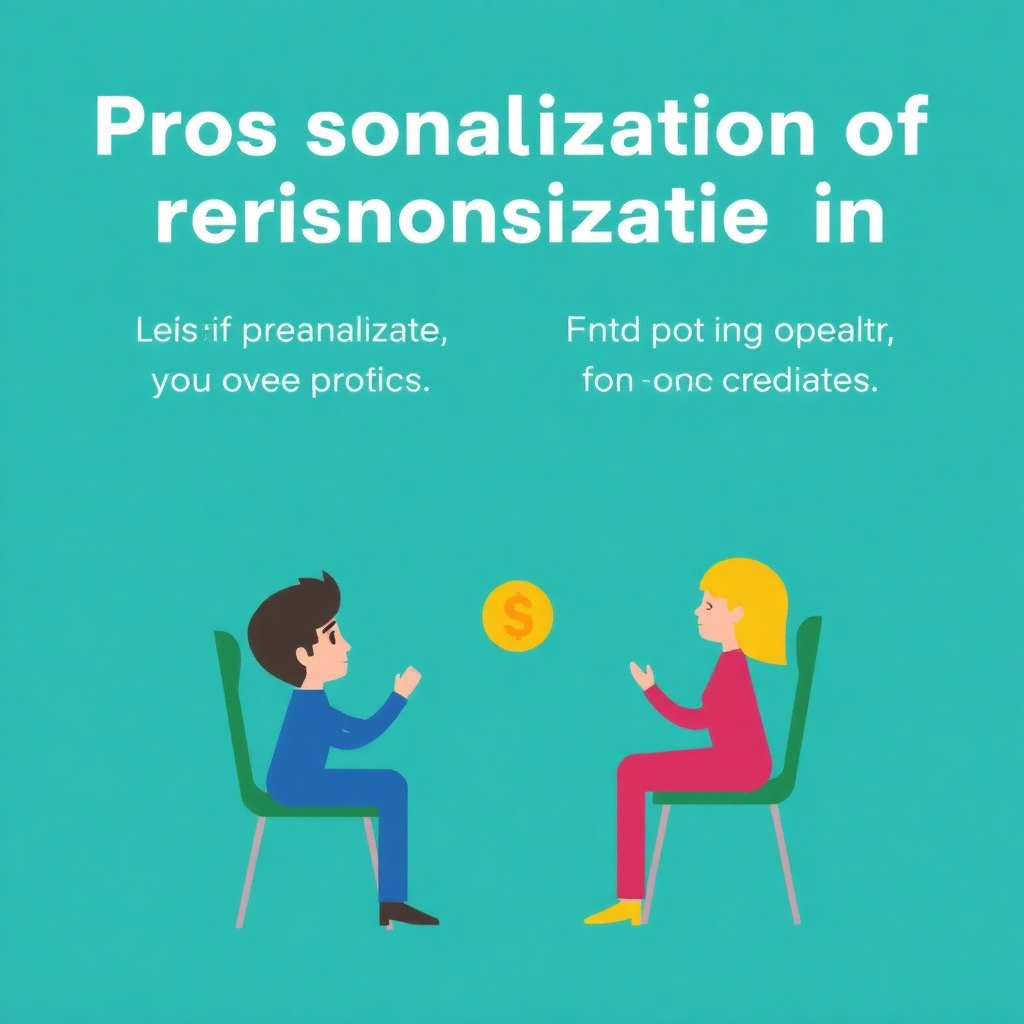 Pros sonalization of
rerisnonsizatie in
Leis if preanalizate,
you ovee protics.
Fntd pot ing opealtr,
fon -onc crediates.
$